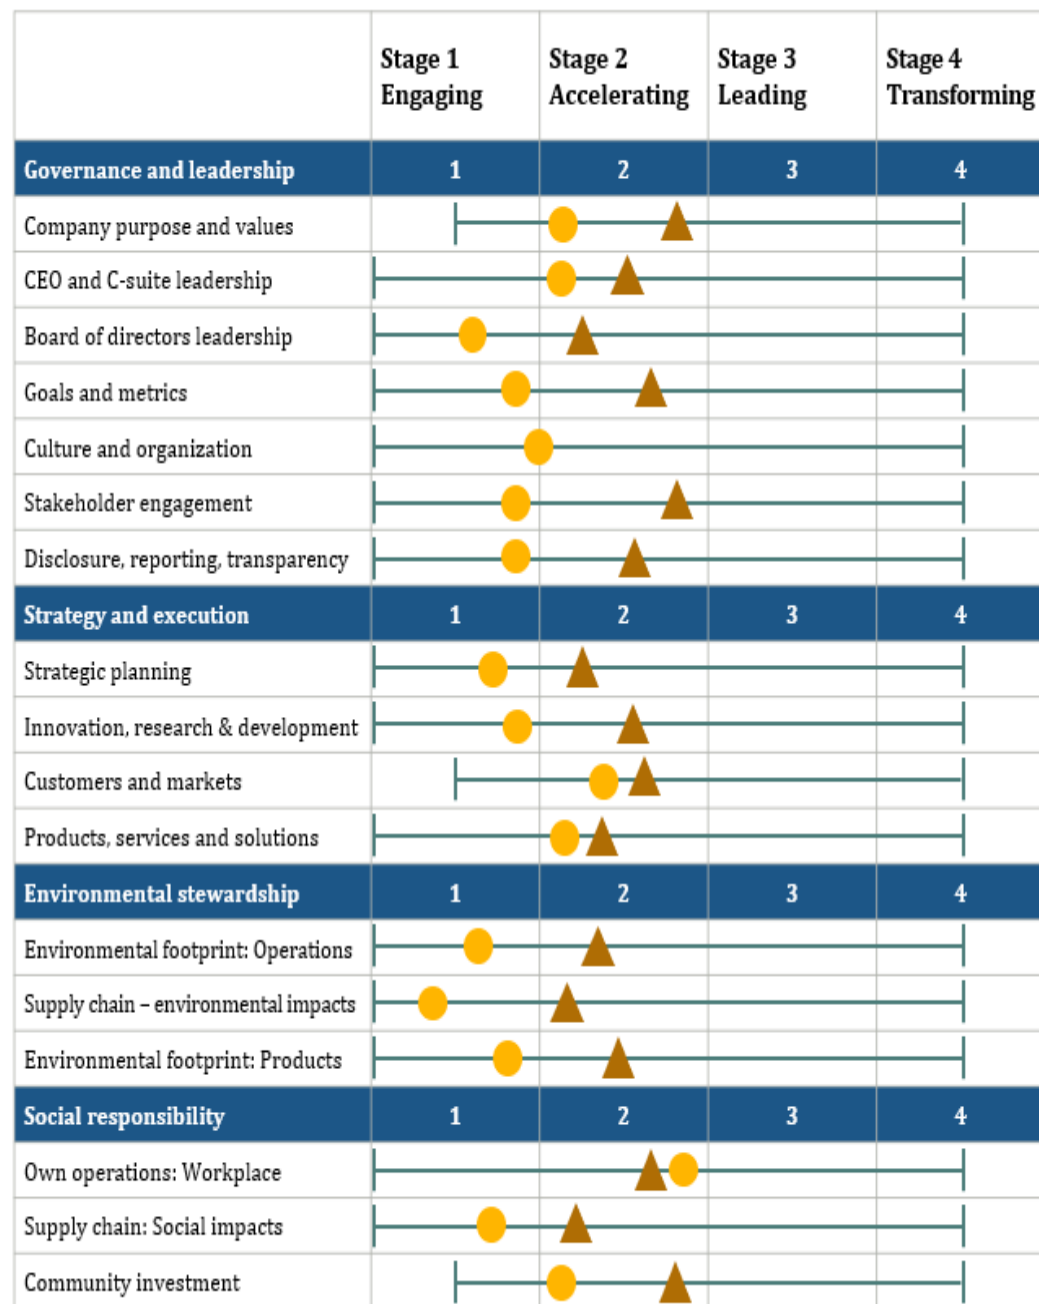 Stage 1 Stage 2 Stage 3 Stage 4
Engaging Accelerating Leading Transforming
Governance and leadership 1 2 3 4
Company purpose and values
CEO and C-suite leadership
Board of directors leadership
Goals and metrics
Culture and organization
Stakeholder engagement
Disclosure, reporting, transparency
Strategy and execution 1 2 3 4
Strategic planning
Innovation, research & development
Customers and markets
Products, services and solutions
Environmental stewardship 1 2 3 4
Environmental footprint: Operations
Supply chain – environmental impacts
Environmental footprint: Products
Social responsibility 1 2 3 4
Own operations: Workplace
Supply chain: Social impacts
Community investment